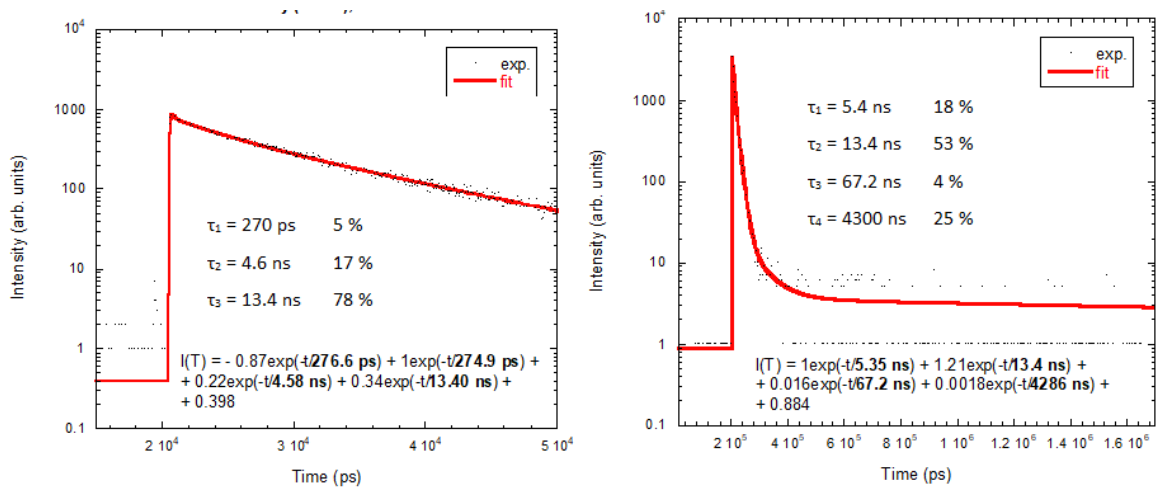 10⁴
1000
100
10
1
0.1
Intensity (arb. units)
exp.
fit
τ₁ = 270 ps 5 %
τ₂ = 4.6 ns 17 %
τ₃ = 13.4 ns 78 %
I(T) = - 0.87exp(-t/276.6 ps) + 1exp(-t/274.9 ps) +
+ 0.22exp(-t/4.58 ns) + 0.34exp(-t/13.40 ns) +
+ 0.398
2 10⁴ 3 10⁴ 4 10⁴ 5 10⁴
Time (ps)
10⁴
1000
100
10
1
0.1
Intensity (arb. units)
exp.
fit
τ₁ = 5.4 ns 18 %
τ₂ = 13.4 ns 53 %
τ₃ = 67.2 ns 4 %
τ₄ = 4300 ns 25 %
I(T) = 1exp(-t/5.35 ns) + 1.21exp(-t/13.4 ns) +
+ 0.016exp(-t/67.2 ns) + 0.0018exp(-t/4286 ns) +
+ 0.884
2 10⁵ 4 10⁵ 6 10⁵ 8 10⁵ 1 10⁶ 1.2 10⁶ 1.4 10⁶ 1.6 10⁶
Time (ps)